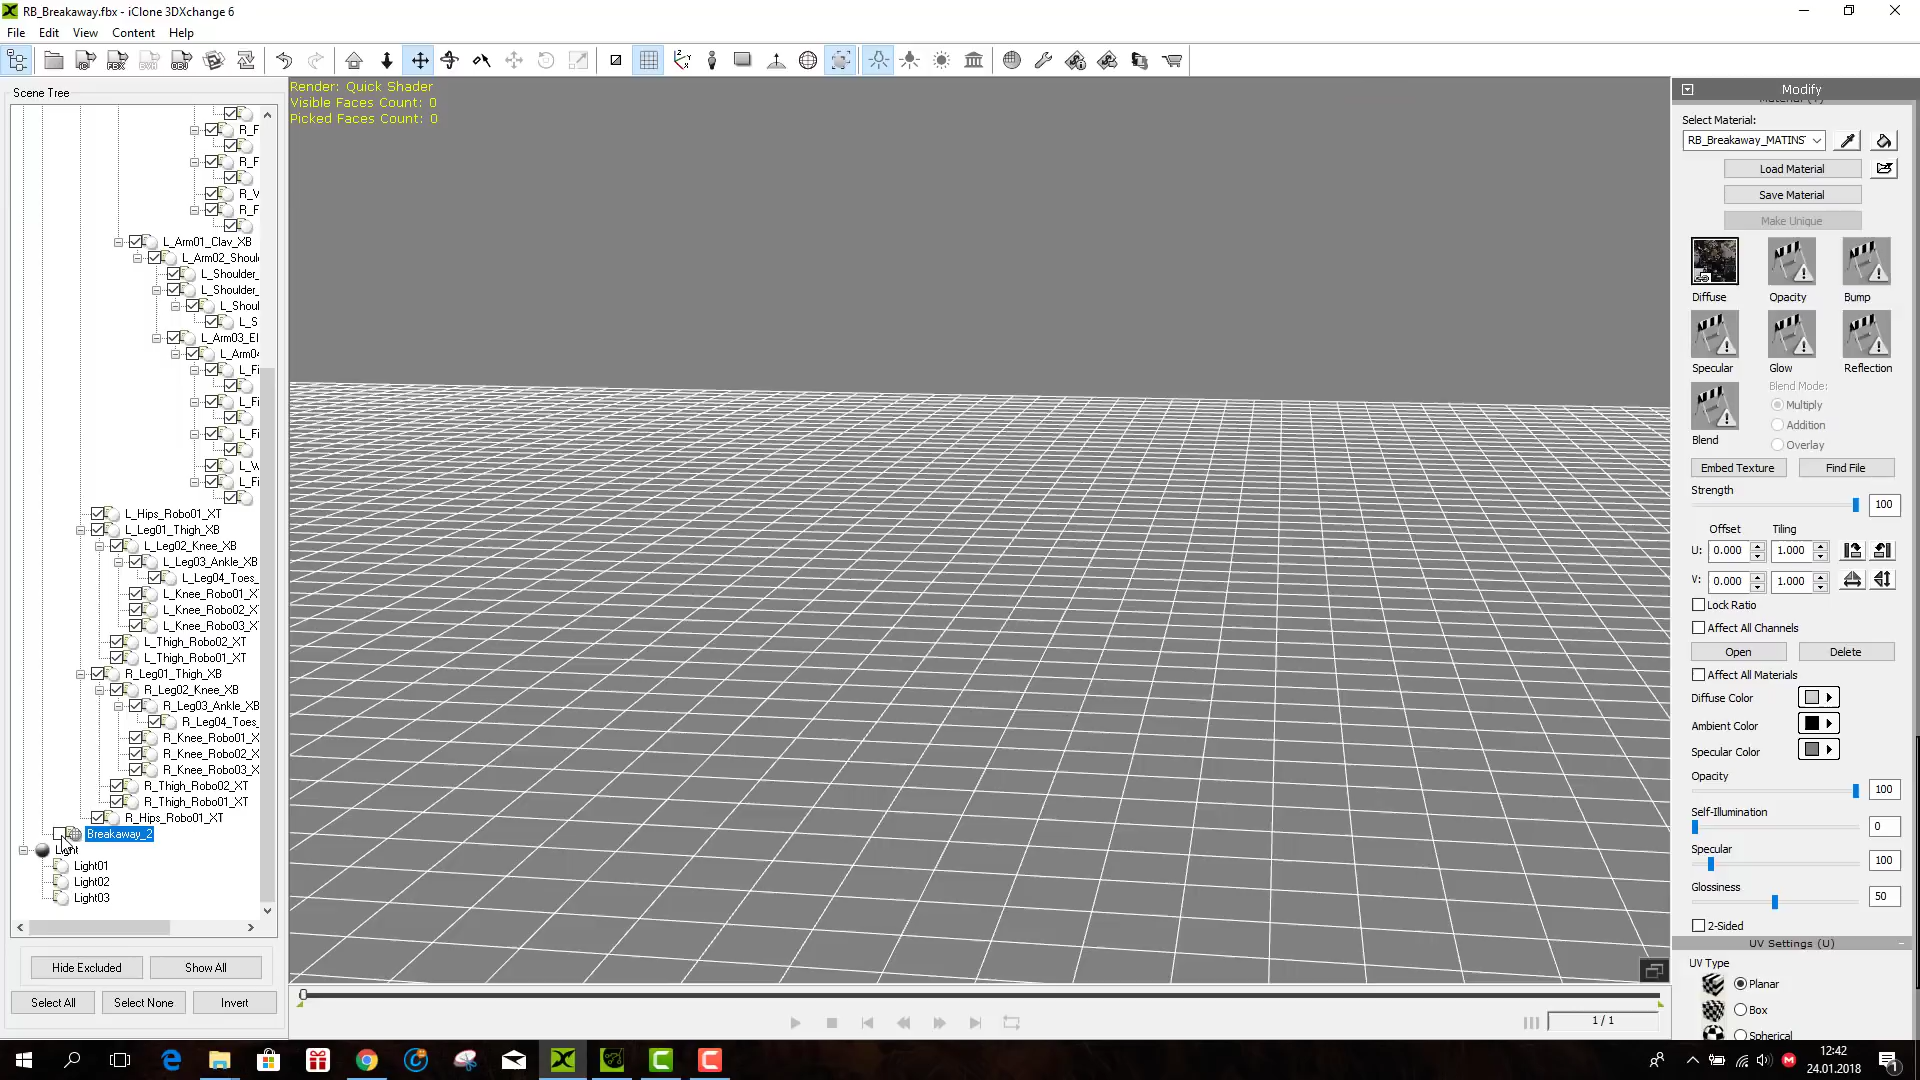 RB_Breakaway.fbx - iClone 3DXchange 6
File Edit View Content Help
Scene Tree
R_F
R_F
R_V
R_F
L_Arm01_Clav_XB
L_Arm02_Shoul
L_Shoulder_
L_Shoulder_
L_Shoul
L_S
L_Arm03_El
L_Arm04
L_Fi
L_Fi
L_Fi
L_W
L_Fi
L_Hips_Robo01_XT
L_Leg01_Thigh_XB
L_Leg02_Knee_XB
L_Leg03_Ankle_XB
L_Leg04_Toes_
L_Knee_Robo01_X
L_Knee_Robo02_X
L_Knee_Robo03_X
L_Thigh_Robo02_XT
L_Thigh_Robo01_XT
R_Leg01_Thigh_XB
R_Leg02_Knee_XB
R_Leg03_Ankle_XB
R_Leg04_Toes_
R_Knee_Robo01_X
R_Knee_Robo02_X
R_Knee_Robo03_X
R_Thigh_Robo02_XT
R_Thigh_Robo01_XT
R_Hips_Robo01_XT
Breakaway_2
Light
Light01
Light02
Light03
Hide Excluded Show All
Select All Select None Invert
Render: Quick Shader
Visible Faces Count: 0
Picked Faces Count: 0
1 / 1
Modify
Select Material:
RB_Breakaway_MATINS
Load Material
Save Material
Make Unique
Diffuse Opacity Bump
Specular Glow Reflection
Blend Mode:
Multiply
Addition
Overlay
Blend
Embed Texture Find File
Strength
100
Offset Tiling
U: 0.000 1.000
V: 0.000 1.000
Lock Ratio
Affect All Channels
Open Delete
Affect All Materials
Diffuse Color
Ambient Color
Specular Color
Opacity
100
Self-Illumination
0
Specular
100
Glossiness
50
2-Sided
UV Settings (U)
UV Type
Planar
Box
Spherical
12:42
24.01.2018